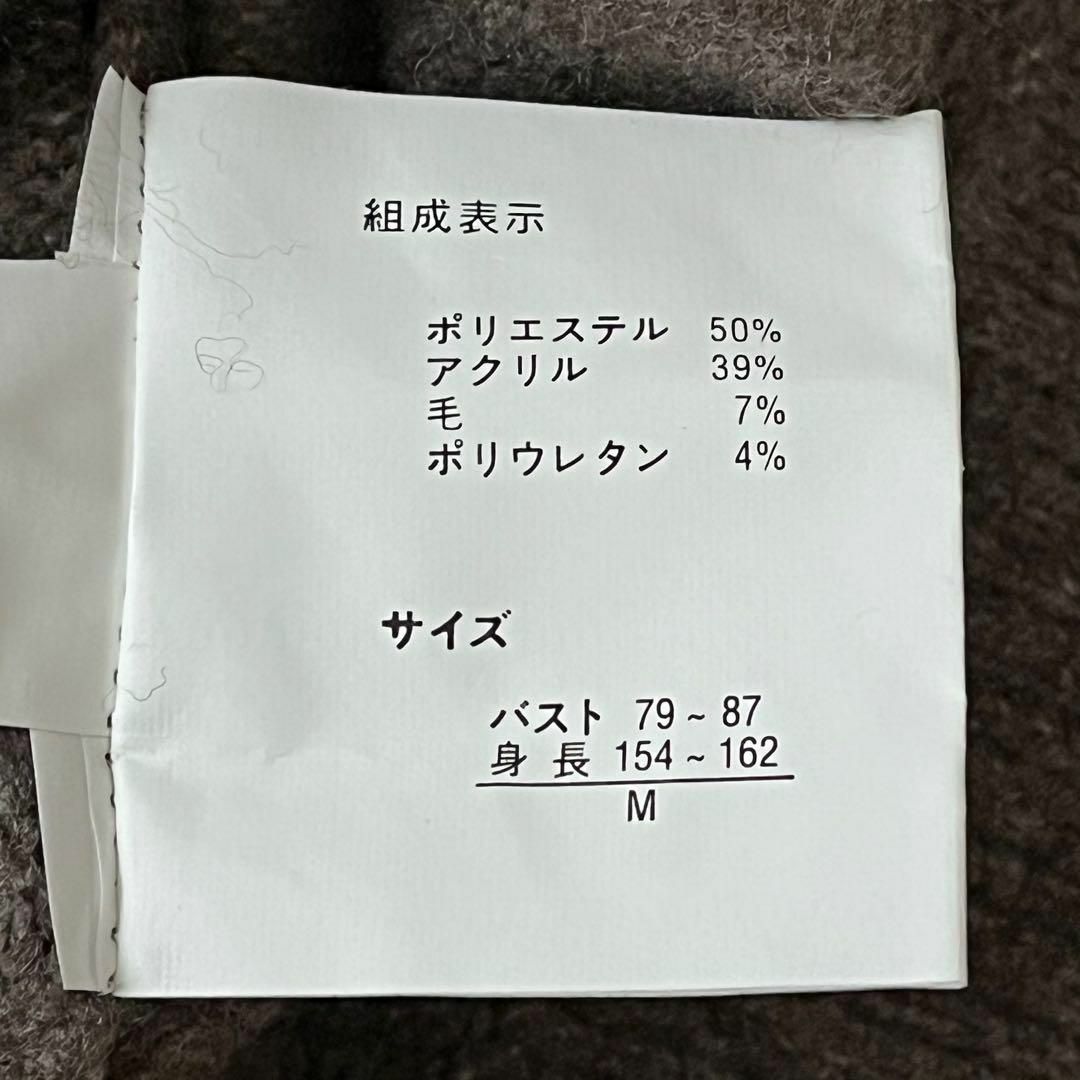 組成表示
ポリエステル 50%
アクリル 39%
毛 7%
ポリウレタン 4%
サイズ
バスト 79~87
身長 154~162
M